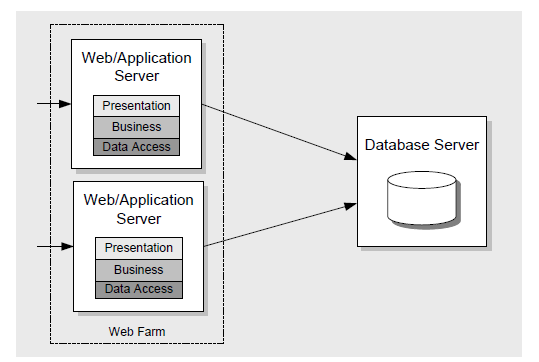 Web/Application
Server
Presentation
Business
Data Access
Web/Application
Server
Presentation
Business
Data Access
Web Farm
Database Server